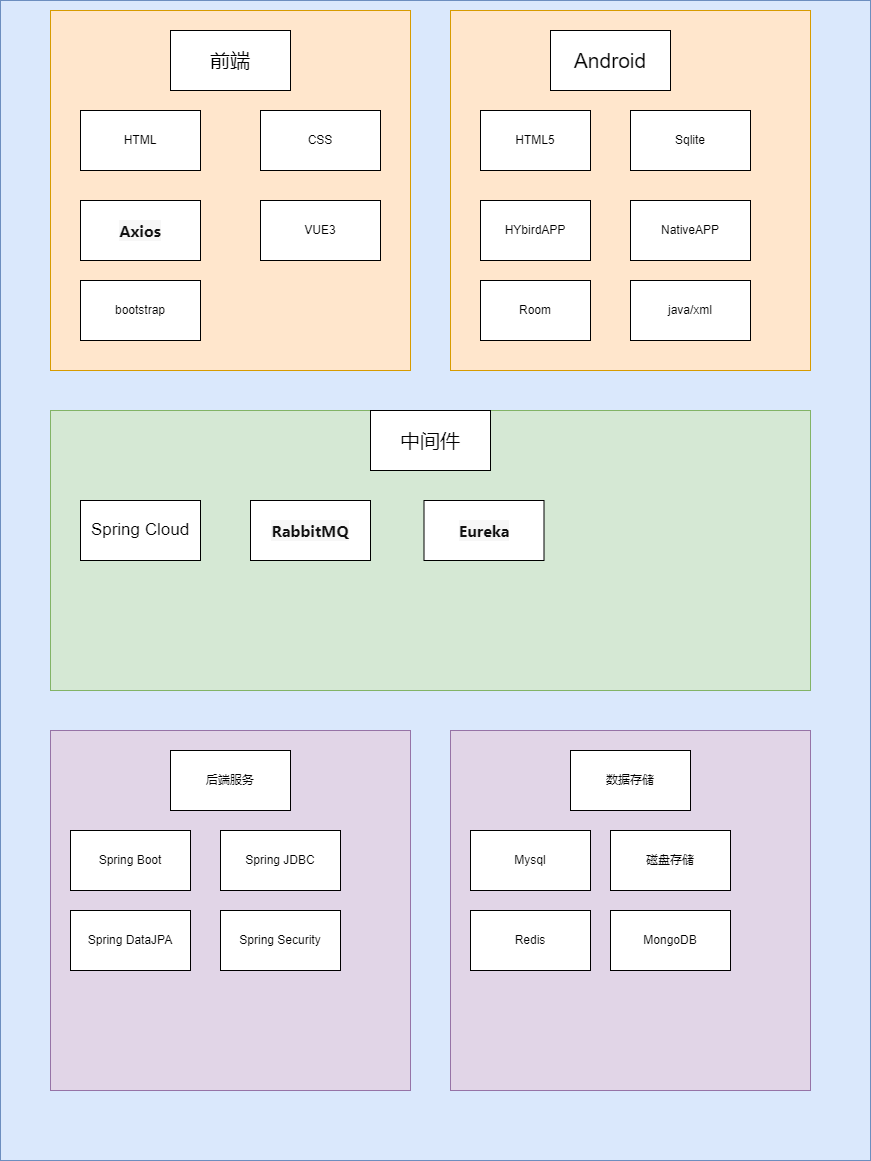 前端
HTML
CSS
Axios
VUE3
bootstrap
Android
HTML5
Sqlite
HYbirdAPP
NativeAPP
Room
java/xml
中间件
Spring Cloud
RabbitMQ
Eureka
后端服务
Spring Boot
Spring JDBC
Spring DataJPA
Spring Security
数据存储
Mysql
磁盘存储
Redis
MongoDB